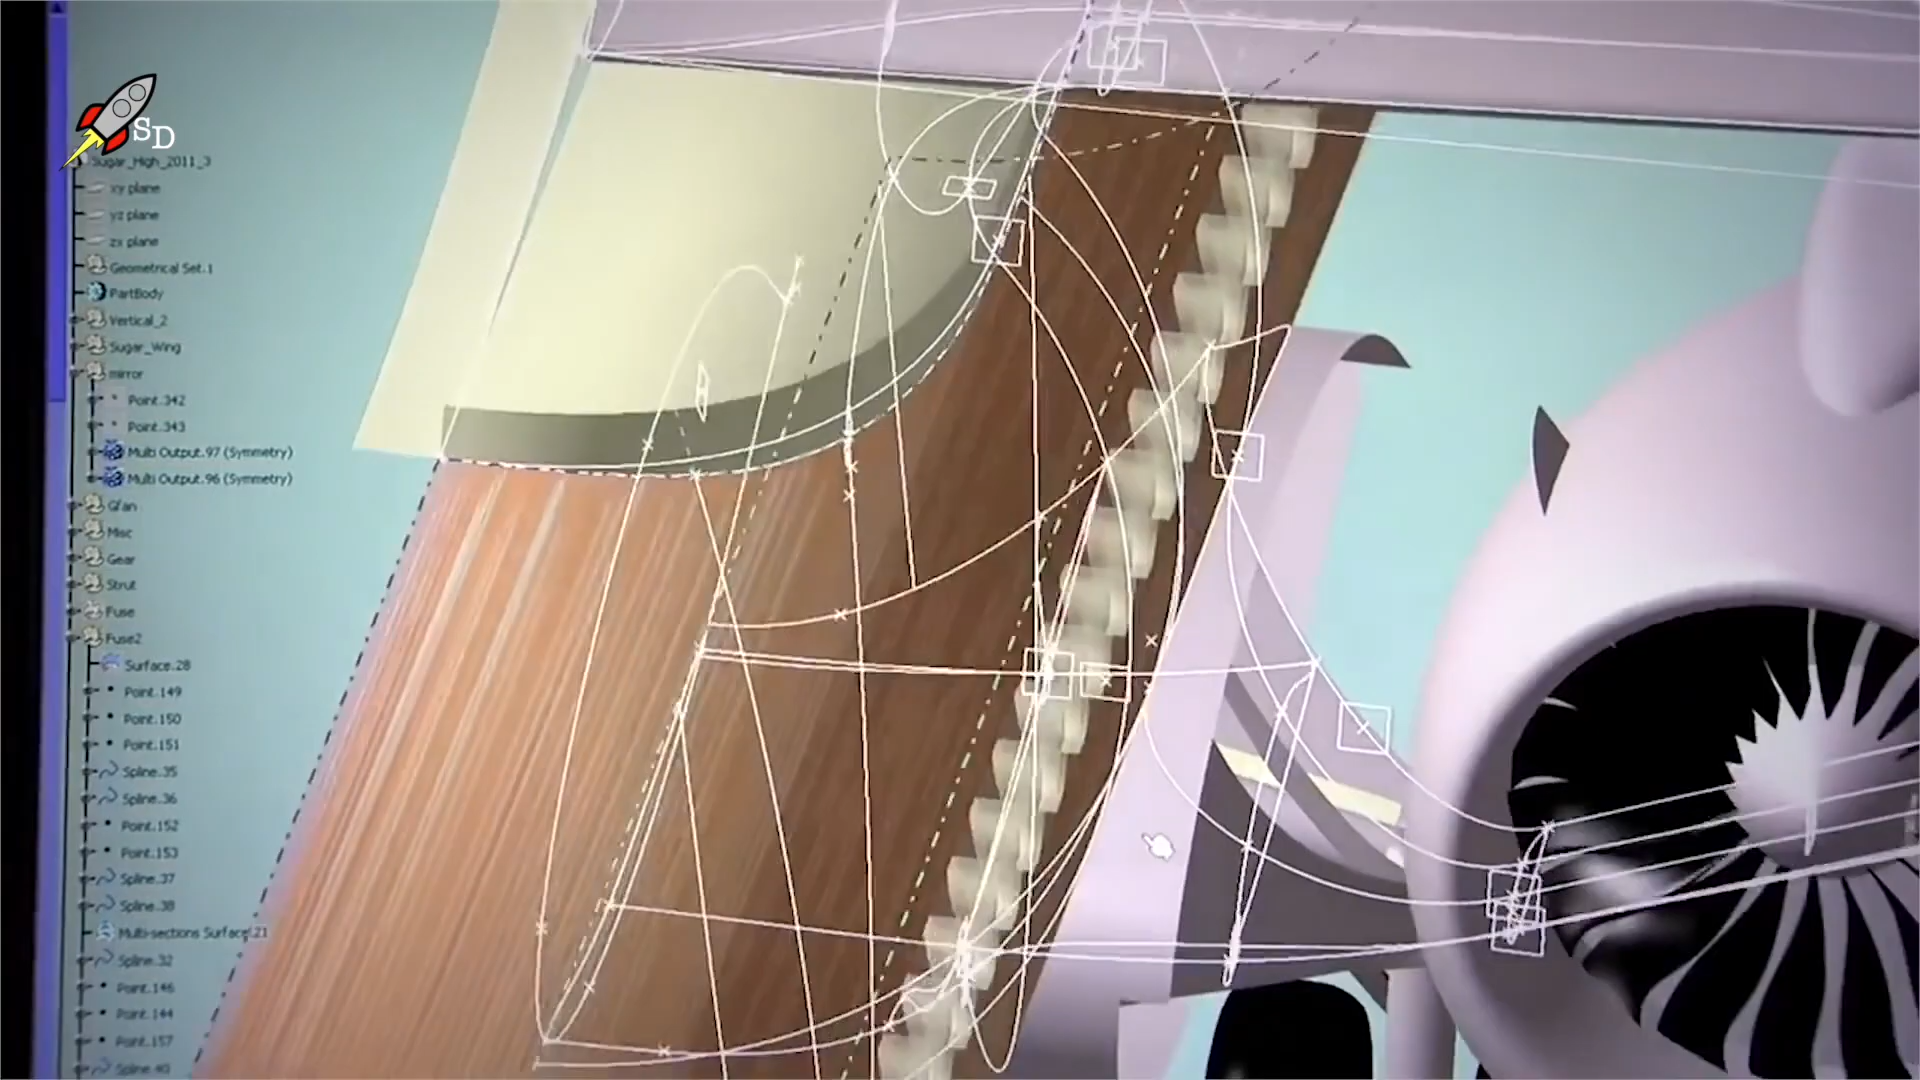 SD
Sugar_High_2011_3
xy plane
yz plane
zx plane
Geometrical Set.1
PartBody
Vertical_2
Sugar_Wing
mirror
Point.342
Point.343
Multi Output.97 (Symmetry)
Multi Output.96 (Symmetry)
Qfan
Misc
Gear
Strut
Fuse
Fuse2
Surface.28
Point.149
Point.150
Point.151
Spline.35
Spline.36
Point.152
Point.153
Spline.37
Spline.38
Multi-sections Surface.21
Spline.32
Point.146
Point.144
Point.157
Spline.40